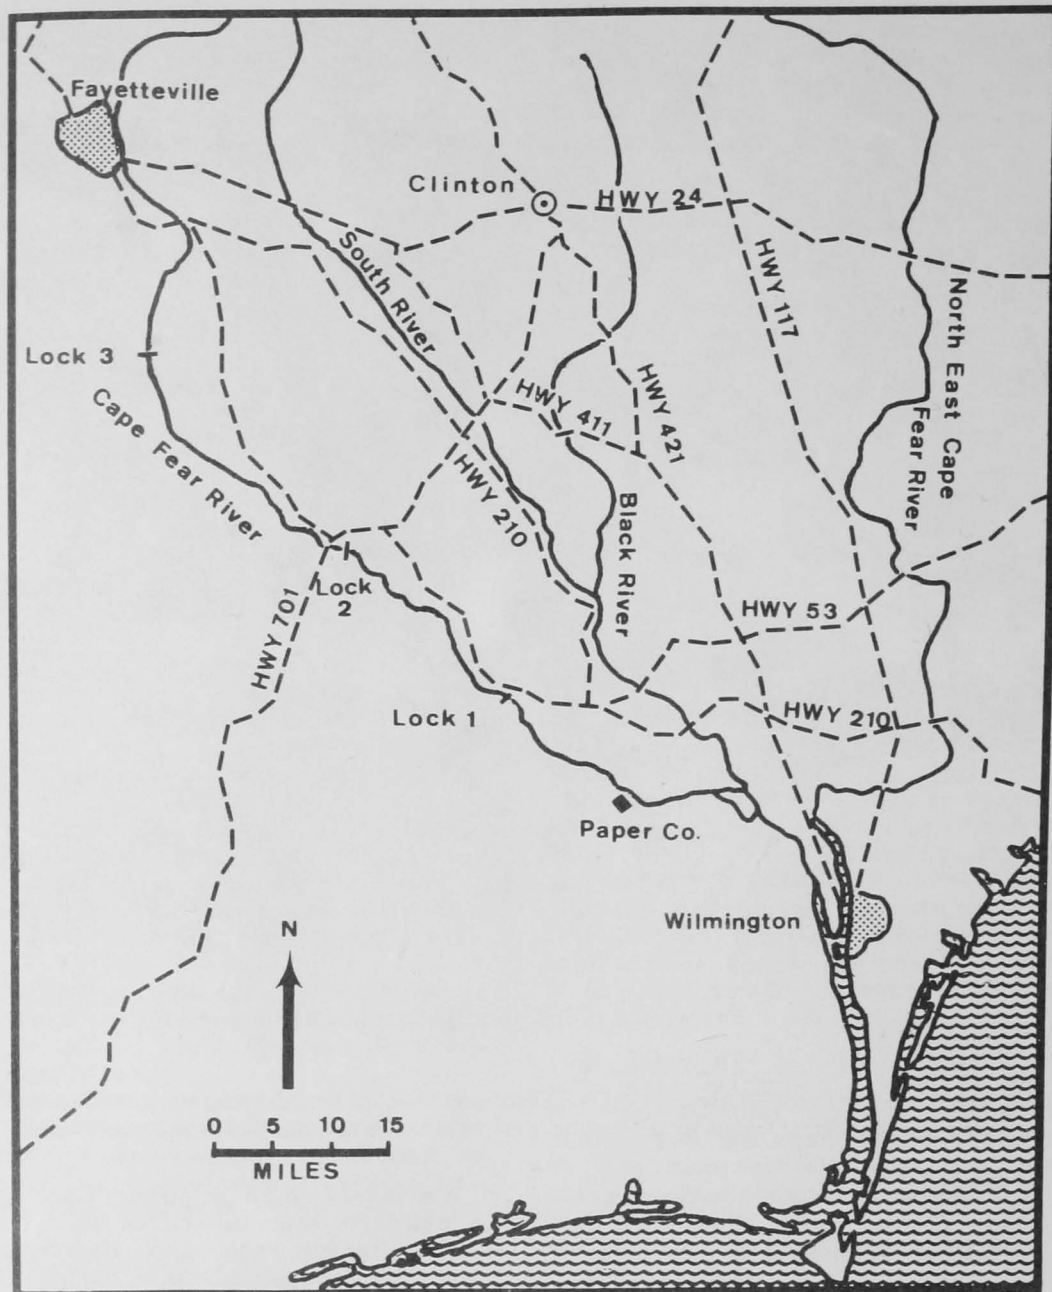 Fayetteville
Clinton
HWY 24
South River
HWY 117
North East Cape
Fear River
Lock 3
HWY 411
HWY 421
Cape Fear River
HWY 210
Black River
Lock
2
HWY 53
HWY 701
Lock 1
HWY 210
Paper Co.
Wilmington
N
0 5 10 15
MILES